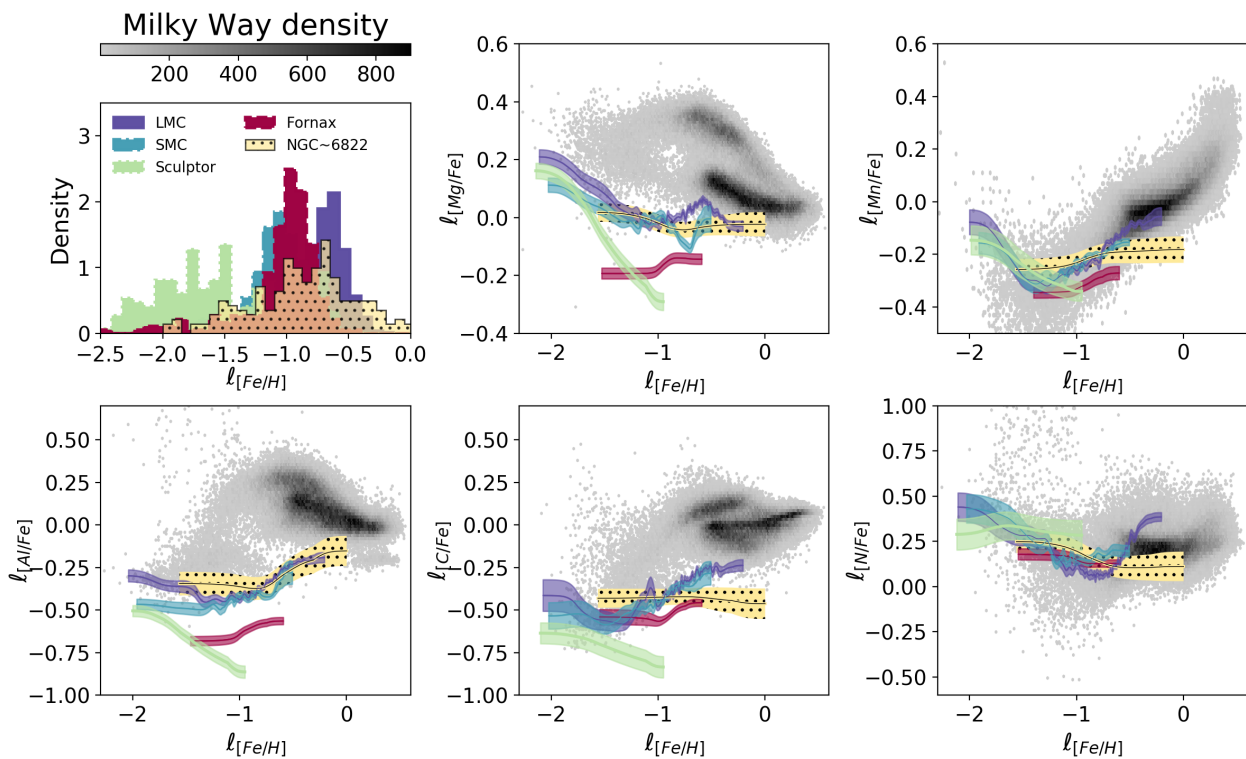 Milky Way density
200 400 600 800
LMC
SMC
Sculptor
Fornax
NGC~6822
Density
3
2
1
0
−2.5 −2.0 −1.5 −1.0 −0.5 0.0
ℓ[Fe/H]
ℓ[Mg/Fe]
0.6
0.4
0.2
0.0
−0.2
−0.4
−2 −1 0
ℓ[Fe/H]
ℓ[Mn/Fe]
0.6
0.4
0.2
0.0
−0.2
−0.4
−2 −1 0
ℓ[Fe/H]
ℓ[Al/Fe]
0.50
0.25
0.00
−0.25
−0.50
−0.75
−1.00
−2 −1 0
ℓ[Fe/H]
ℓ[C/Fe]
0.50
0.25
0.00
−0.25
−0.50
−0.75
−1.00
−2 −1 0
ℓ[Fe/H]
ℓ[N/Fe]
1.00
0.75
0.50
0.25
0.00
−0.25
−0.50
−2 −1 0
ℓ[Fe/H]